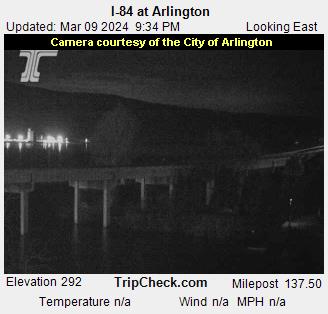 I-84 at Arlington
Updated: Mar 09 2024 9:34 PM Looking East
Camera courtesy of the City of Arlington
Elevation 292 TripCheck.com Milepost 137.50
Temperature n/a Wind n/a MPH n/a